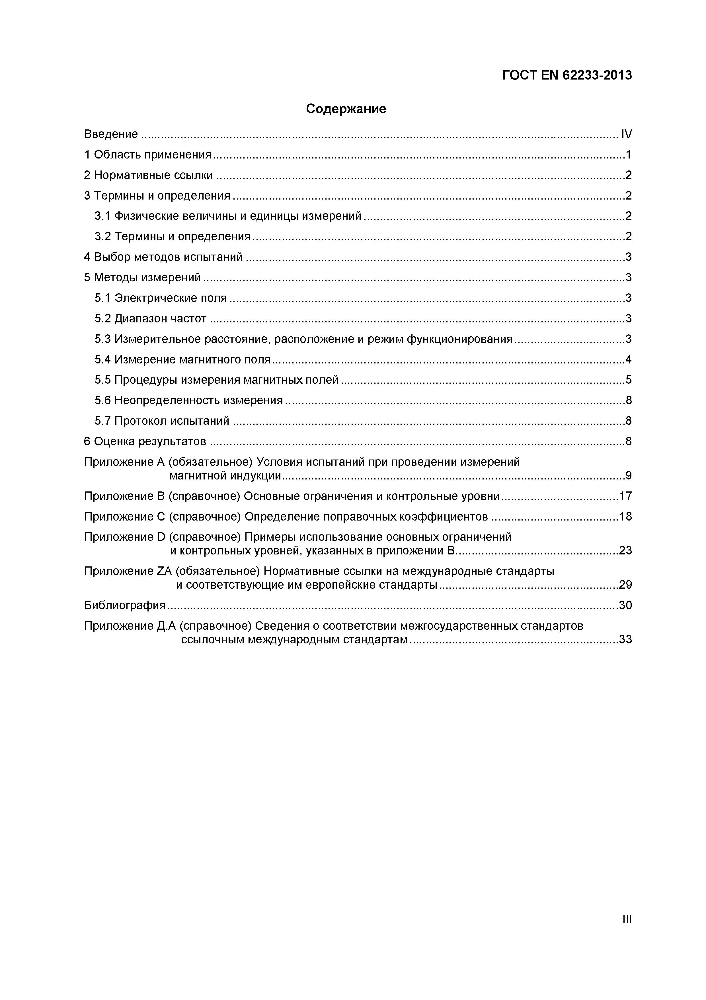 ГОСТ EN 62233-2013
Содержание
Введение ........ IV
1 Область применения ........ 1
2 Нормативные ссылки ........ 2
3 Термины и определения ........ 2
3.1 Физические величины и единицы измерений ........ 2
3.2 Термины и определения ........ 2
4 Выбор методов испытаний ........ 3
5 Методы измерений ........ 3
5.1 Электрические поля ........ 3
5.2 Диапазон частот ........ 3
5.3 Измерительное расстояние, расположение и режим функционирования ........ 3
5.4 Измерение магнитного поля ........ 4
5.5 Процедуры измерения магнитных полей ........ 5
5.6 Неопределенность измерения ........ 8
5.7 Протокол испытаний ........ 8
6 Оценка результатов ........ 8
Приложение А (обязательное) Условия испытаний при проведении измерений
магнитной индукции ........ 9
Приложение В (справочное) Основные ограничения и контрольные уровни ........ 17
Приложение С (справочное) Определение поправочных коэффициентов ........ 18
Приложение D (справочное) Примеры использование основных ограничений
и контрольных уровней, указанных в приложении В ........ 23
Приложение ZA (обязательное) Нормативные ссылки на международные стандарты
и соответствующие им европейские стандарты ........ 29
Библиография ........ 30
Приложение Д.А (справочное) Сведения о соответствии межгосударственных стандартов
ссылочным международным стандартам ........ 33
III